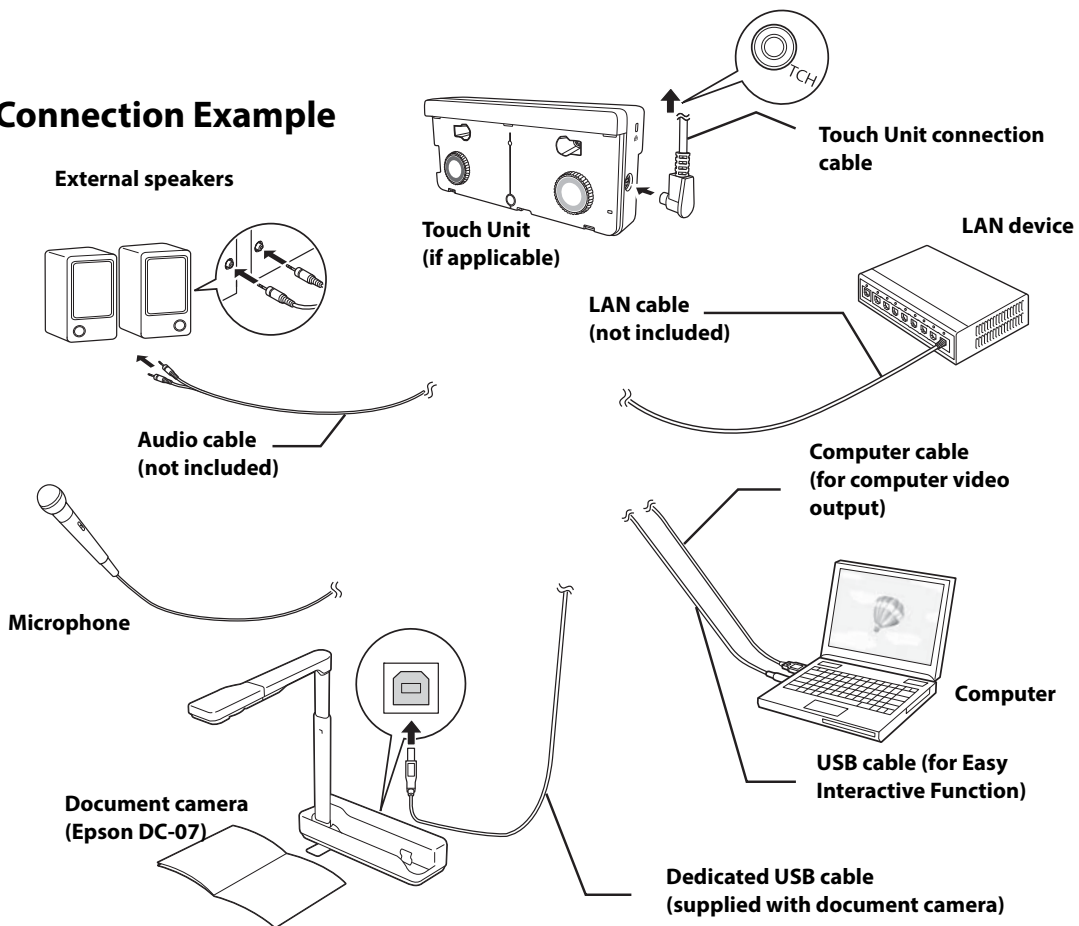 Connection Example
TCH
Touch Unit connection
cable
External speakers
Touch Unit
(if applicable)
LAN device
LAN cable
(not included)
Audio cable
(not included)
Computer cable
(for computer video
output)
Microphone
Computer
USB cable (for Easy
Interactive Function)
Document camera
(Epson DC-07)
Dedicated USB cable
(supplied with document camera)